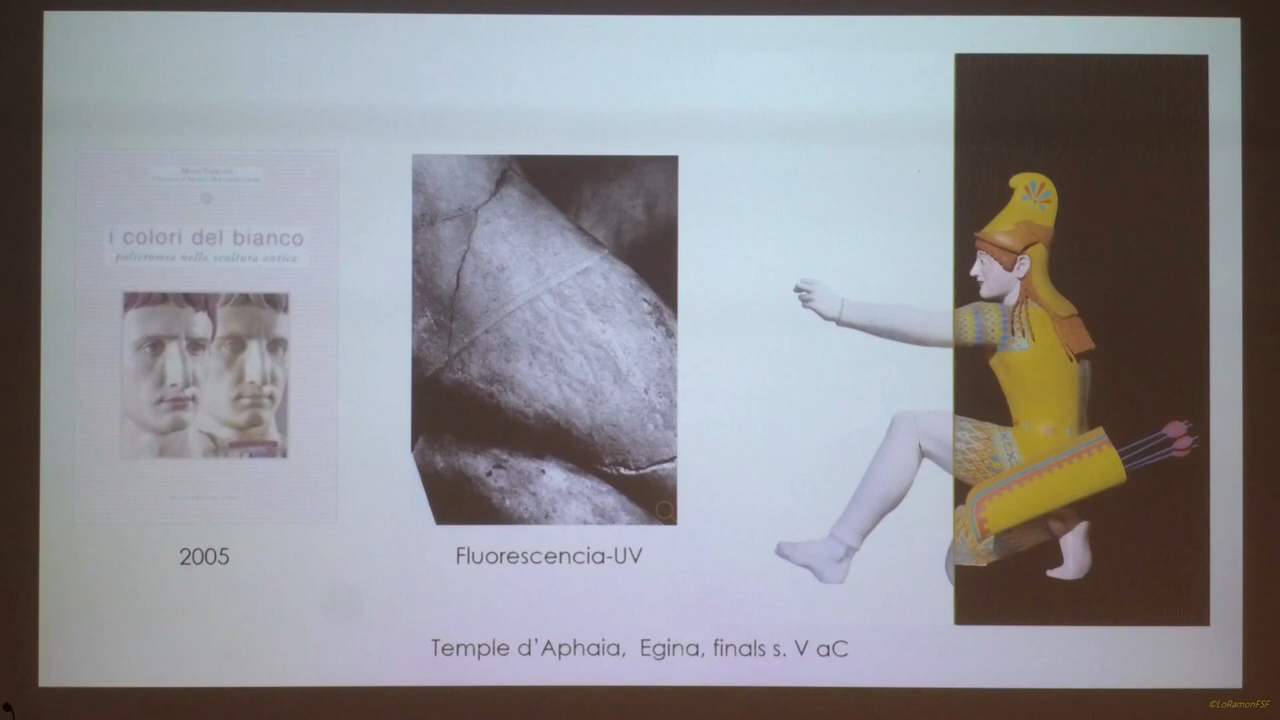 i colori del bianco
policromia nella scultura antica
2005
Fluorescencia-UV
Temple d'Aphaia, Egina, finals s. V aC
©LoRamonFSF